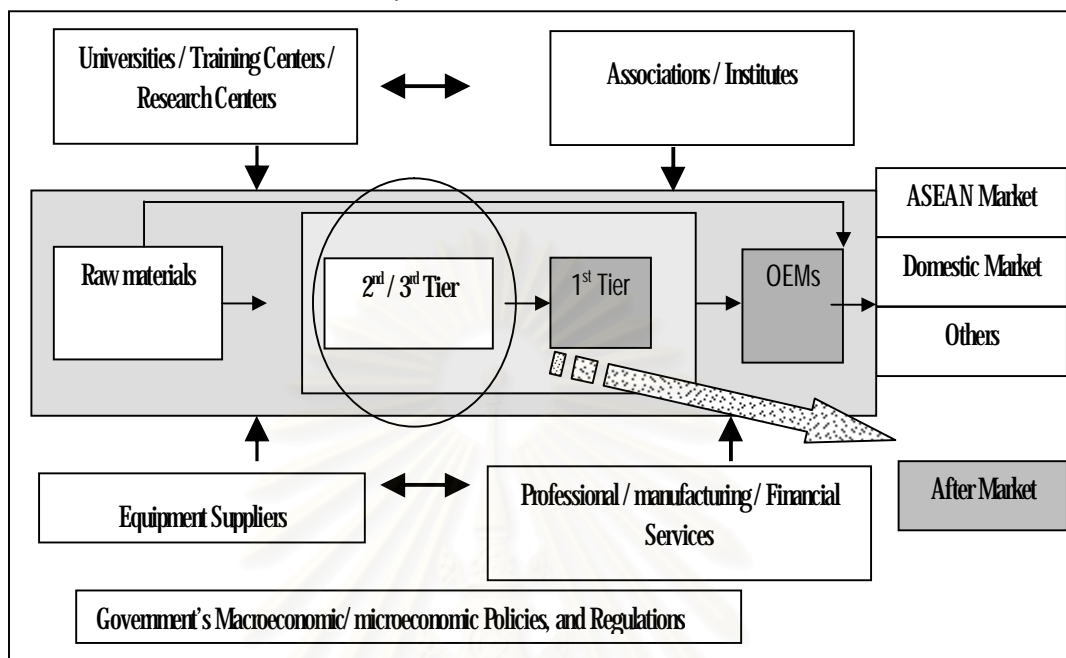 Universities / Training Centers /
Research Centers
Associations / Institutes
ASEAN Market
Raw materials
2nd / 3rd Tier
1st Tier
OEMs
Domestic Market
Others
Equipment Suppliers
Professional / manufacturing / Financial
Services
After Market
Government's Macroeconomic/ microeconomic Policies, and Regulations